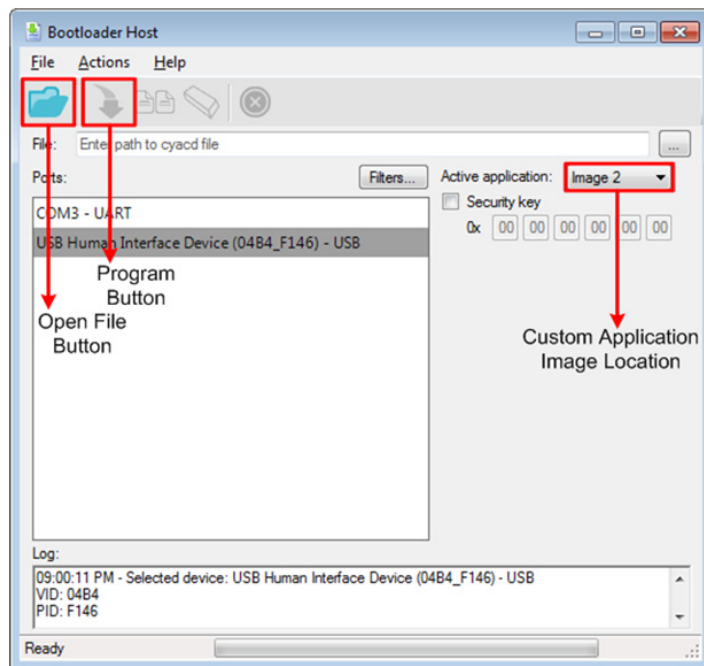 Bootloader Host
File Actions Help
File: Enter path to cyacd file ...
Ports: Filters... Active application: Image 2
Security key
0x 00 00 00 00 00 00
COM3 - UART
USB Human Interface Device (04B4_F146) - USB
Program
Button
Open File
Button
Custom Application
Image Location
Log:
09:00:11 PM - Selected device: USB Human Interface Device (04B4_F146) - USB
VID: 04B4
PID: F146
Ready